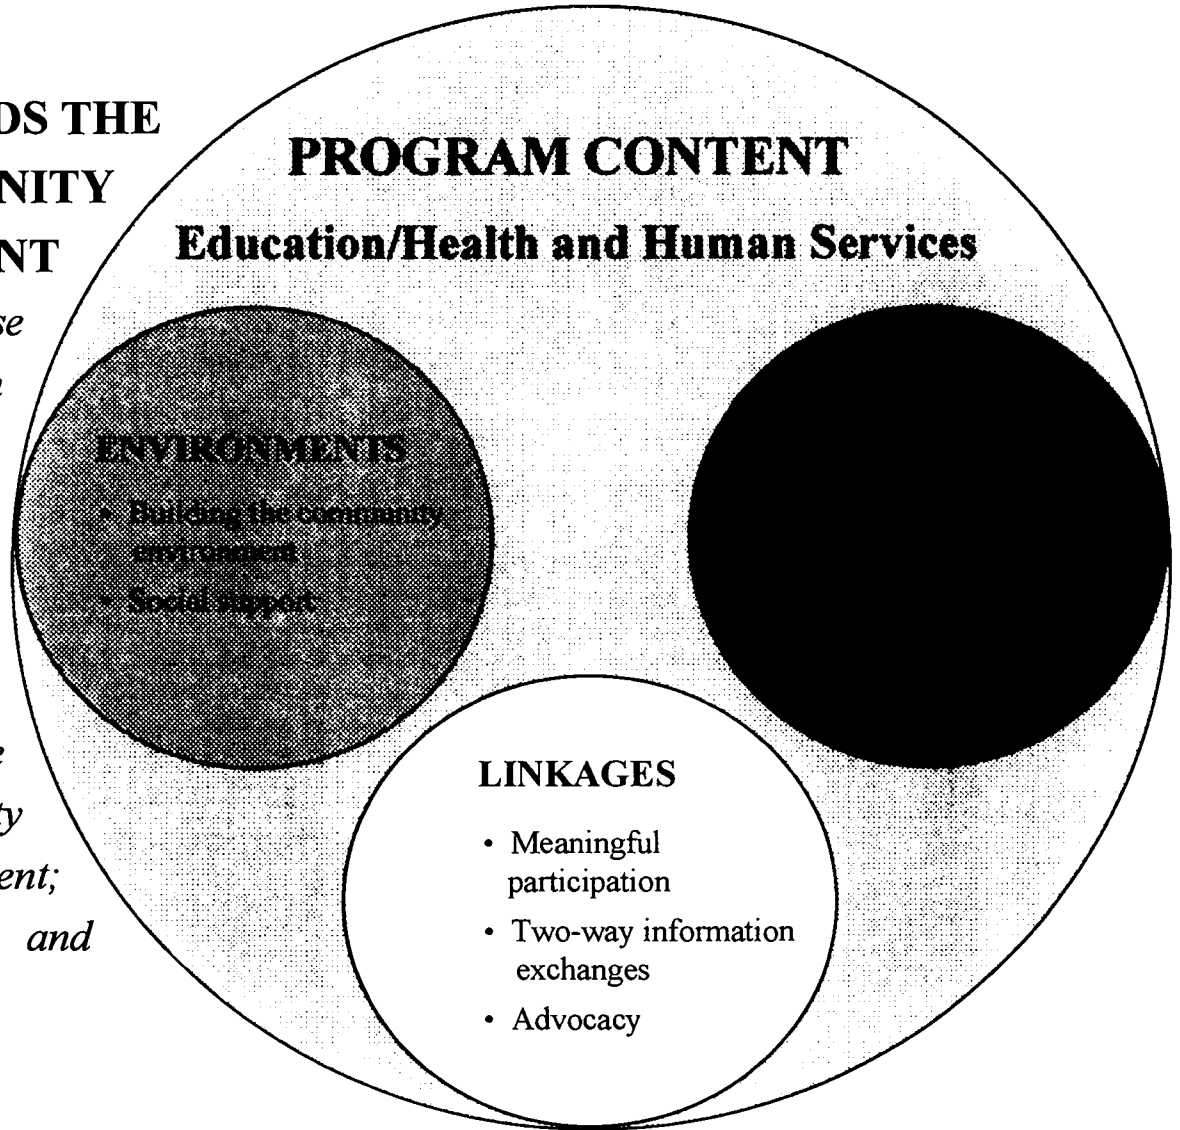 DS THE
NITY
NT
se
n
e
ty
ent;
and
PROGRAM CONTENT
Education/Health and Human Services
ENVIRONMENTS
• Building the community
environment
• Social support
LINKAGES
• Meaningful
participation
• Two-way information
exchanges
• Advocacy